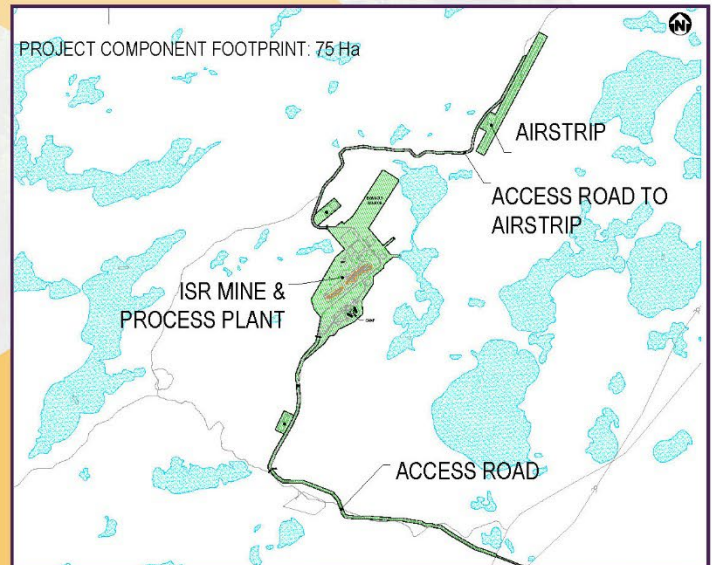 PROJECT COMPONENT FOOTPRINT: 75 Ha
N
AIRSTRIP
ACCESS ROAD TO
AIRSTRIP
ISR MINE &
PROCESS PLANT
ACCESS ROAD